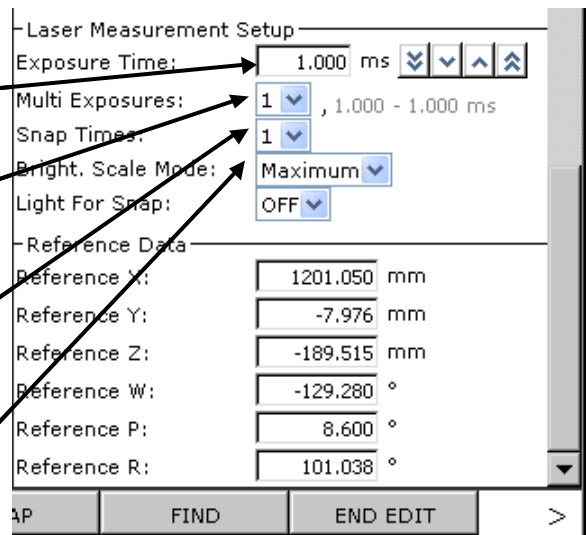 Laser Measurement Setup
Exposure Time: 1.000 ms
Multi Exposures: 1 , 1.000 - 1.000 ms
Snap Times: 1
Bright. Scale Mode: Maximum
Light For Snap: OFF
Reference Data
Reference X: 1201.050 mm
Reference Y: -7.976 mm
Reference Z: -189.515 mm
Reference W: -129.280 °
Reference P: 8.600 °
Reference R: 101.038 °
AP FIND END EDIT >